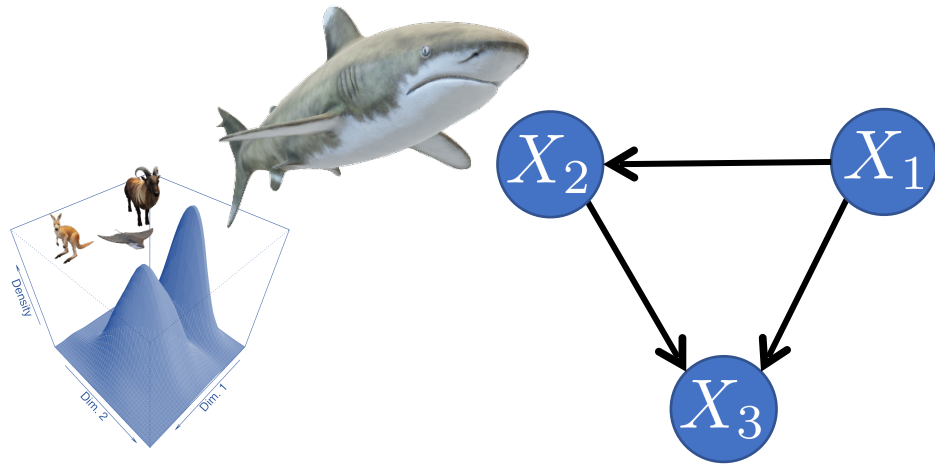 X₂
X₁
Density
Dim. 2
Dim. 1
X₃